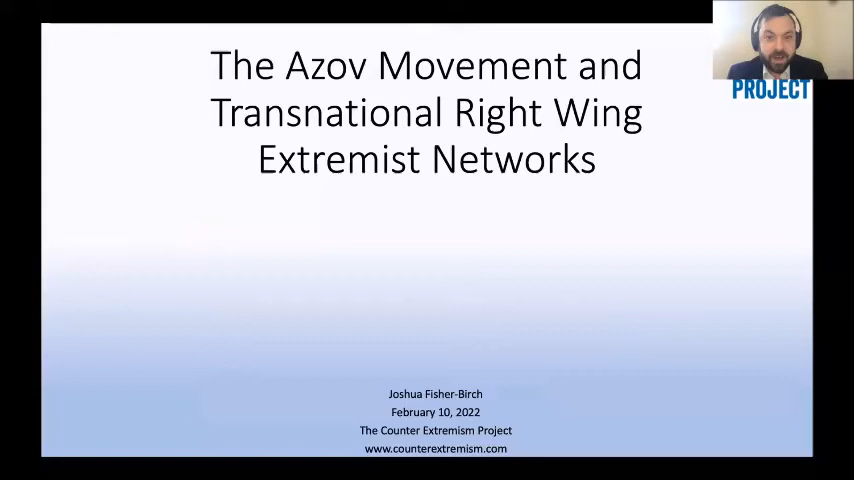 The Azov Movement and
Transnational Right Wing
Extremist Networks
PROJECT
Joshua Fisher-Birch
February 10, 2022
The Counter Extremism Project
www.counterextremism.com